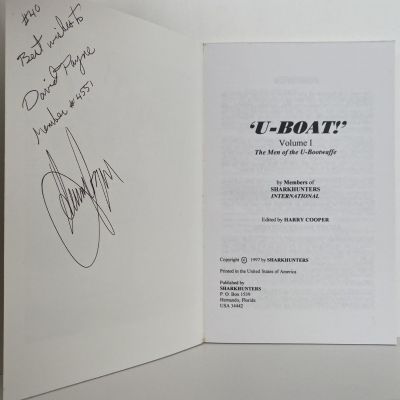 #40
Best wishes to
David Payne
Member #4551
'U-BOAT!'
Volume I
The Men of the U-Bootwaffe
by Members of
SHARKHUNTERS
INTERNATIONAL
Edited by HARRY COOPER
Copyright © 1997 by SHARKHUNTERS
Printed in the United States of America
Published by
SHARKHUNTERS
P. O. Box 1539
Hernando, Florida
USA 34442